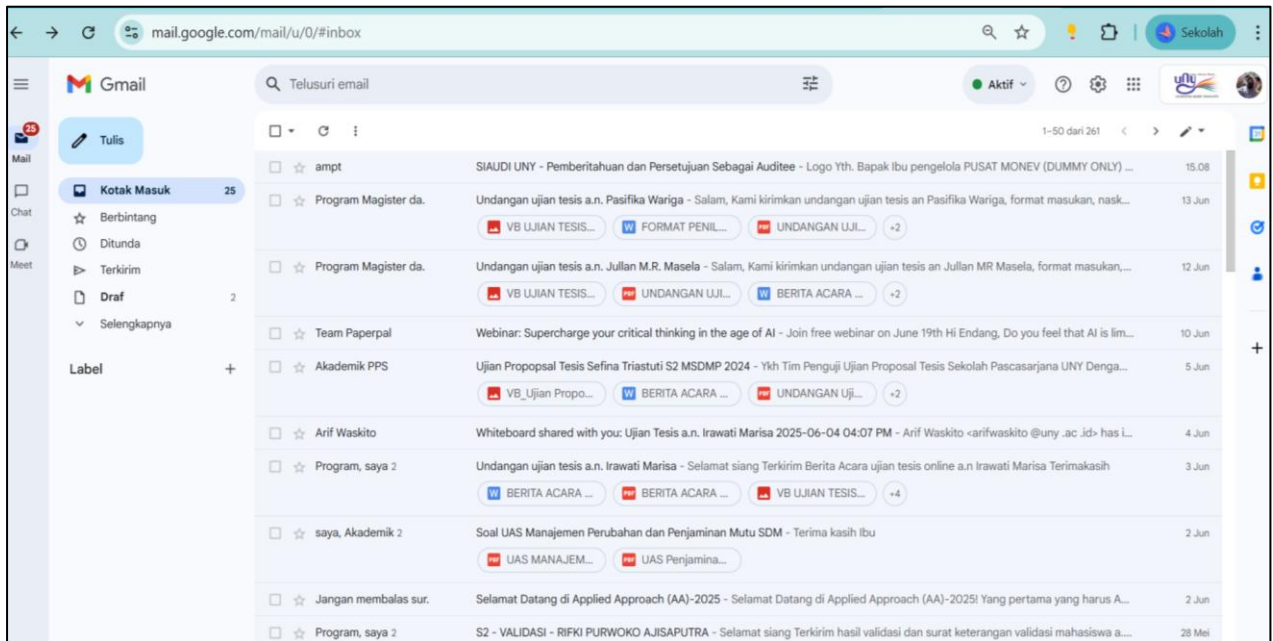 mail.google.com/mail/u/0/#inbox
Sekolah
Gmail
Telusuri email
Aktif
uny
25
Mail
Chat
Meet
Tulis
Kotak Masuk 25
Berbintang
Ditunda
Terkirim
Draf 2
Selengkapnya
Label
1–50 dari 261
ampt SIAUDI UNY - Pemberitahuan dan Persetujuan Sebagai Auditee - Logo Yth. Bapak Ibu pengelola PUSAT MONEV (DUMMY ONLY) ... 15.08
Program Magister da. Undangan ujian tesis a.n. Pasifika Wariga - Salam, Kami kirimkan undangan ujian tesis an Pasifika Wariga, format masukan, nask... 13 Jun
VB UJIAN TESIS... W FORMAT PENIL... PDF UNDANGAN UJI... +2
Program Magister da. Undangan ujian tesis a.n. Jullan M.R. Masela - Salam, Kami kirimkan undangan ujian tesis an Jullan MR Masela, format masukan,... 12 Jun
VB UJIAN TESIS... PDF UNDANGAN UJI... W BERITA ACARA ... +2
Team Paperpal Webinar: Supercharge your critical thinking in the age of AI - Join free webinar on June 19th Hi Endang, Do you feel that AI is lim... 10 Jun
Akademik PPS Ujian Propopsal Tesis Sefina Triastuti S2 MSDMP 2024 - Ykh Tim Penguji Ujian Proposal Tesis Sekolah Pascasarjana UNY Denga... 5 Jun
VB_Ujian Propo... W BERITA ACARA ... PDF UNDANGAN Uji... +2
Arif Waskito Whiteboard shared with you: Ujian Tesis a.n. Irawati Marisa 2025-06-04 04:07 PM - Arif Waskito <arifwaskito @uny .ac .id> has i... 4 Jun
Program, saya 2 Undangan ujian tesis a.n. Irawati Marisa - Selamat siang Terkirim Berita Acara ujian tesis online a.n Irawati Marisa Terimakasih 3 Jun
W BERITA ACARA ... PDF BERITA ACARA ... VB UJIAN TESIS... +4
saya, Akademik 2 Soal UAS Manajemen Perubahan dan Penjaminan Mutu SDM - Terima kasih Ibu 2 Jun
PDF UAS MANAJEM... PDF UAS Penjamina...
Jangan membalas sur. Selamat Datang di Applied Approach (AA)-2025 - Selamat Datang di Applied Approach (AA)-2025! Yang pertama yang harus A... 2 Jun
Program, saya 2 S2 - VALIDASI - RIFKI PURWOKO AJISAPUTRA - Selamat siang Terkirim hasil validasi dan surat keterangan validasi mahasiswa a.... 28 Mei